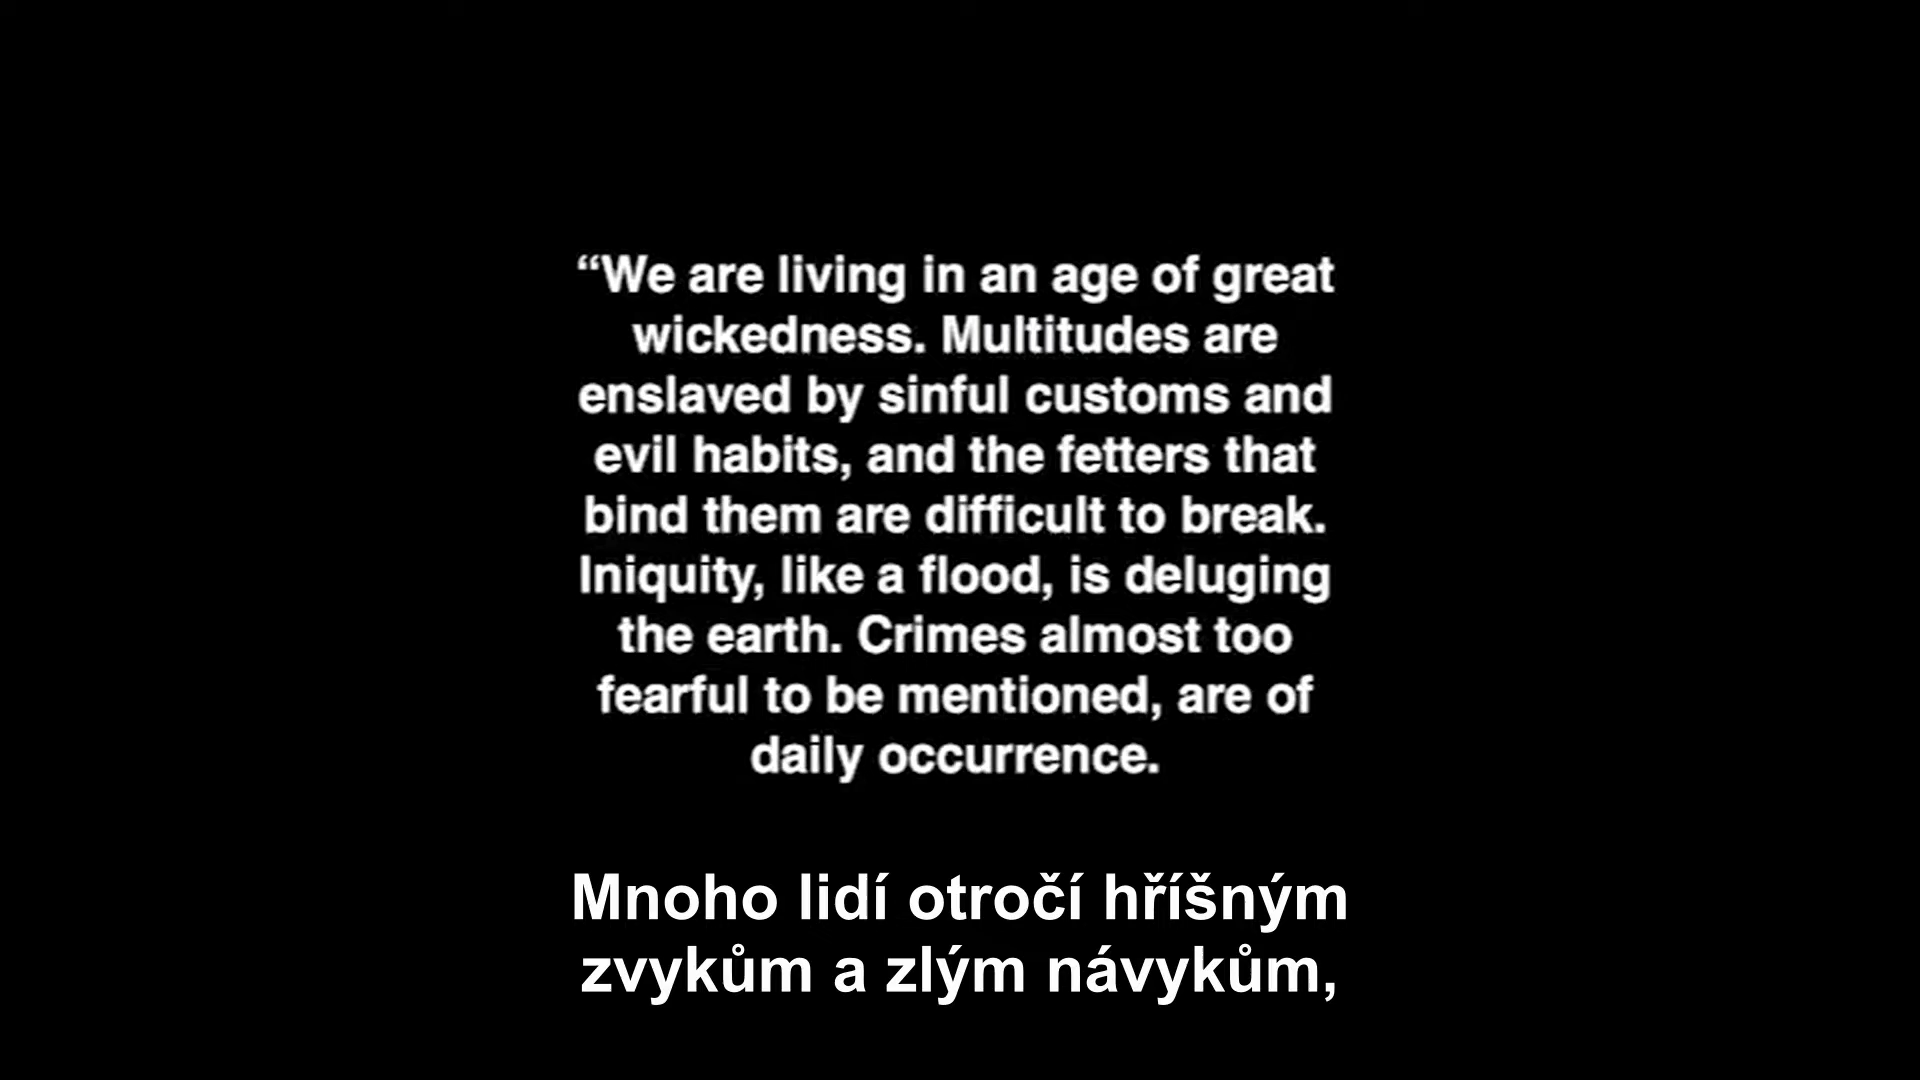 “We are living in an age of great
wickedness. Multitudes are
enslaved by sinful customs and
evil habits, and the fetters that
bind them are difficult to break.
Iniquity, like a flood, is deluging
the earth. Crimes almost too
fearful to be mentioned, are of
daily occurrence.
Mnoho lidí otročí hříšným
zvykům a zlým návykům,